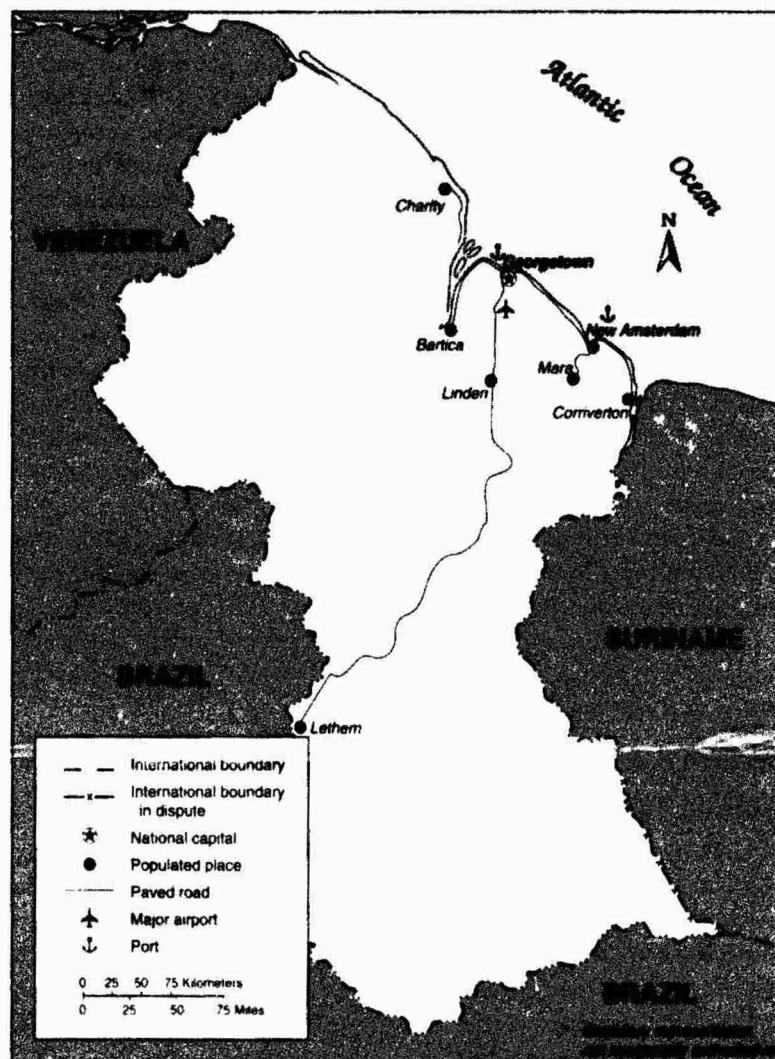 Atlantic
Ocean
N
Charity
VENEZUELA
Georgetown
New Amsterdam
Bartica
Mara
Linden
Corriverton
SURINAME
BRAZIL
Lethem
International boundary
International boundary
in dispute
National capital
Populated place
Paved road
Major airport
Port
0 25 50 75 Kilometers
0 25 50 75 Miles
BRAZIL